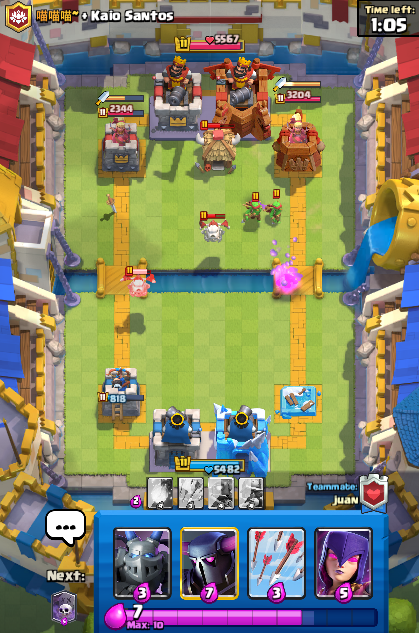 喵喵喵~ + Kaio Santos
Time left:
1:05
5567
2344
3204
818
5482
2
Teammate:
juan
...
3
7
3
5
Next:
7
Max: 10